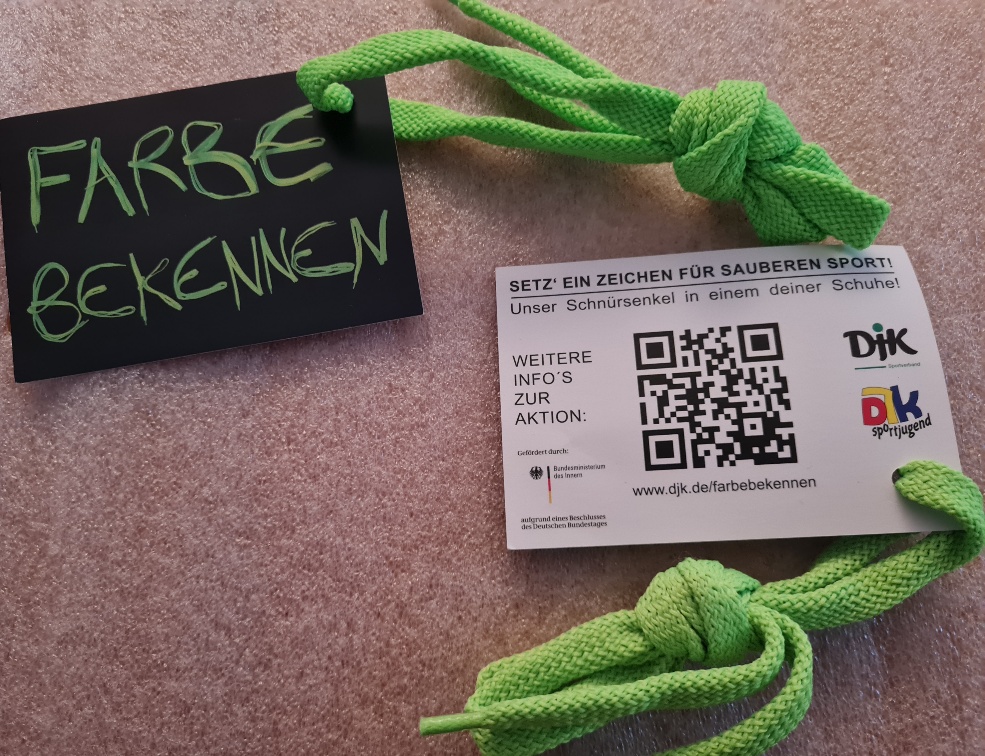 FARBE
BEKENNEN
SETZ' EIN ZEICHEN FÜR SAUBEREN SPORT!
Unser Schnürsenkel in einem deiner Schuhe!
WEITERE
INFO´S
ZUR
AKTION:
DJK
Sportverband
DJK
sportjugend
Gefördert durch:
Bundesministerium
des Innern
aufgrund eines Beschlusses
des Deutschen Bundestages
www.djk.de/farbebekennen